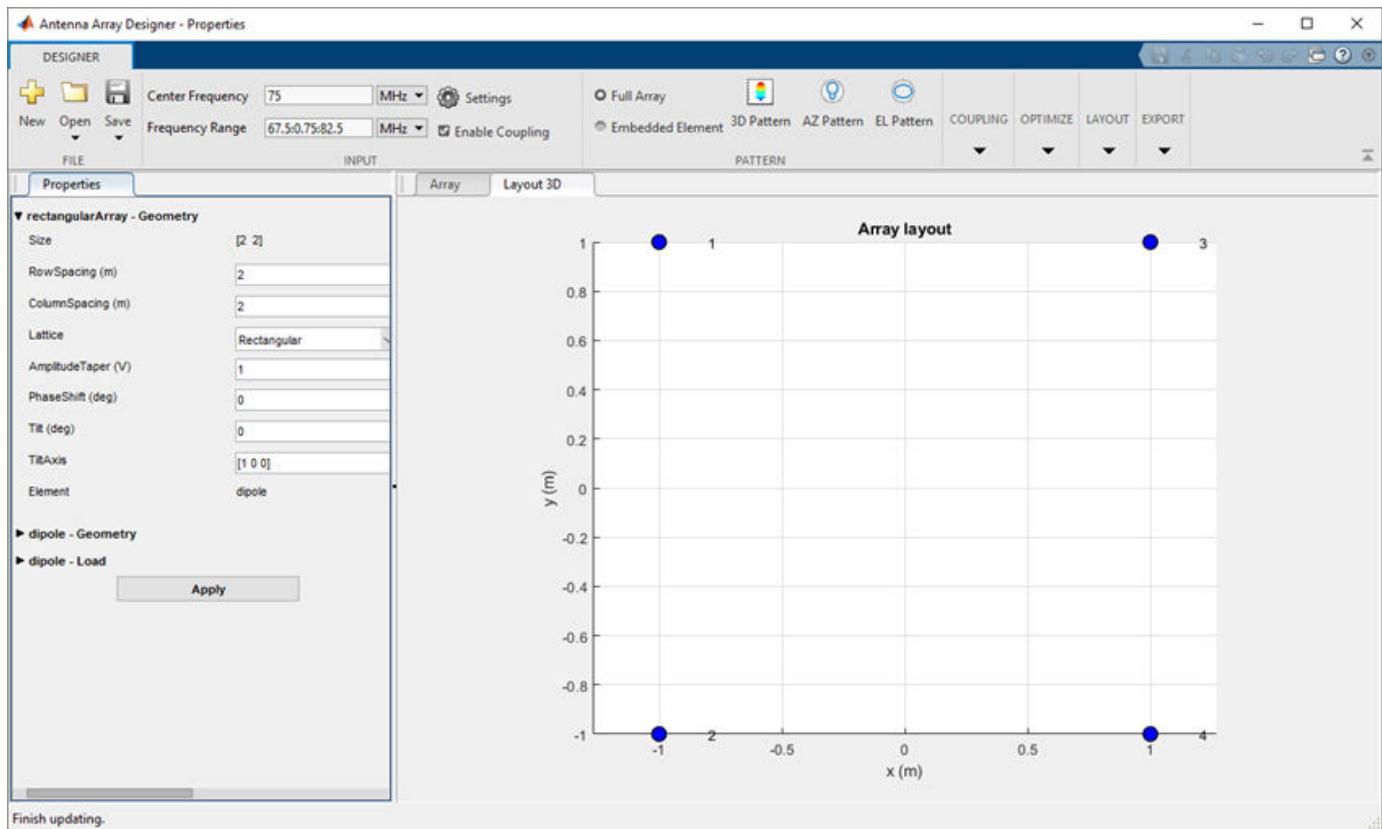 Antenna Array Designer - Properties
DESIGNER
New Open Save
FILE
Center Frequency 75 MHz Settings
Frequency Range 67.5:0.75:82.5 MHz Enable Coupling
INPUT
Full Array
Embedded Element
3D Pattern AZ Pattern EL Pattern
PATTERN
COUPLING OPTIMIZE LAYOUT EXPORT
Properties
rectangularArray - Geometry
Size [2 2]
RowSpacing (m) 2
ColumnSpacing (m) 2
Lattice Rectangular
AmplitudeTaper (V) 1
PhaseShift (deg) 0
Tilt (deg) 0
TiltAxis [1 0 0]
Element dipole
dipole - Geometry
dipole - Load
Apply
Array Layout 3D
Array layout
1 3
2 4
1
0.8
0.6
0.4
0.2
0
-0.2
-0.4
-0.6
-0.8
-1
y (m)
-1 -0.5 0 0.5 1
x (m)
Finish updating.